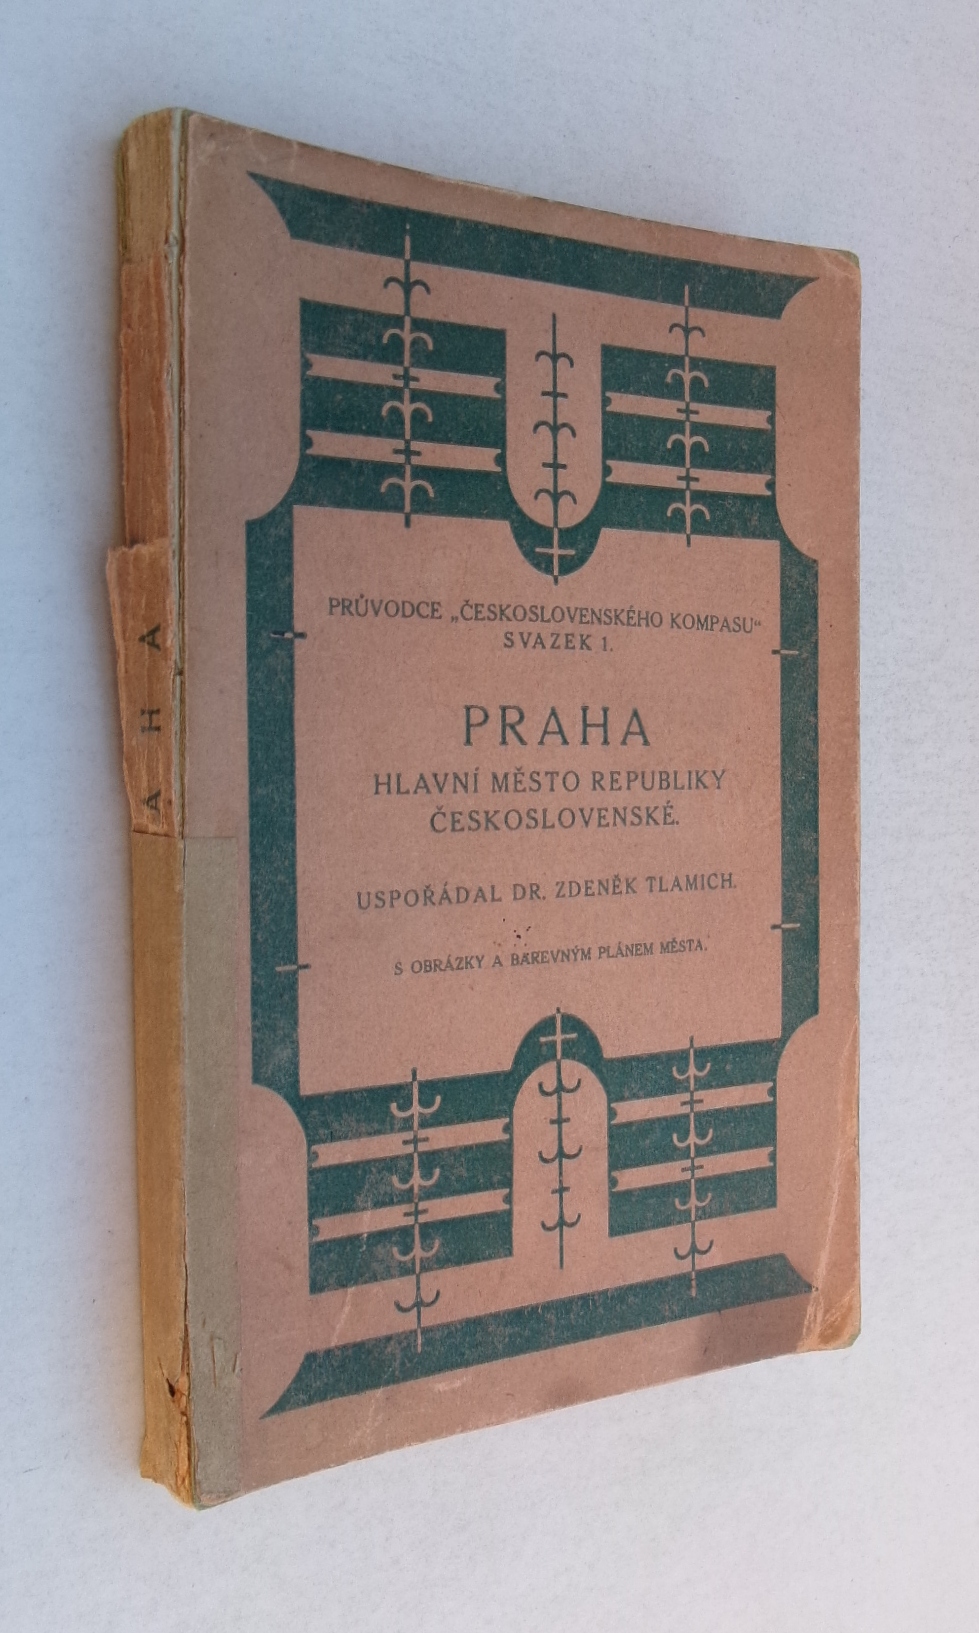 PRŮVODCE „ČESKOSLOVENSKÉHO KOMPASU“
SVAZEK 1.
PRAHA
HLAVNÍ MĚSTO REPUBLIKY
ČESKOSLOVENSKÉ.
USPOŘÁDAL DR. ZDENĚK TLAMICH.
S OBRÁZKY A BAREVNÝM PLÁNEM MĚSTA.
AHA